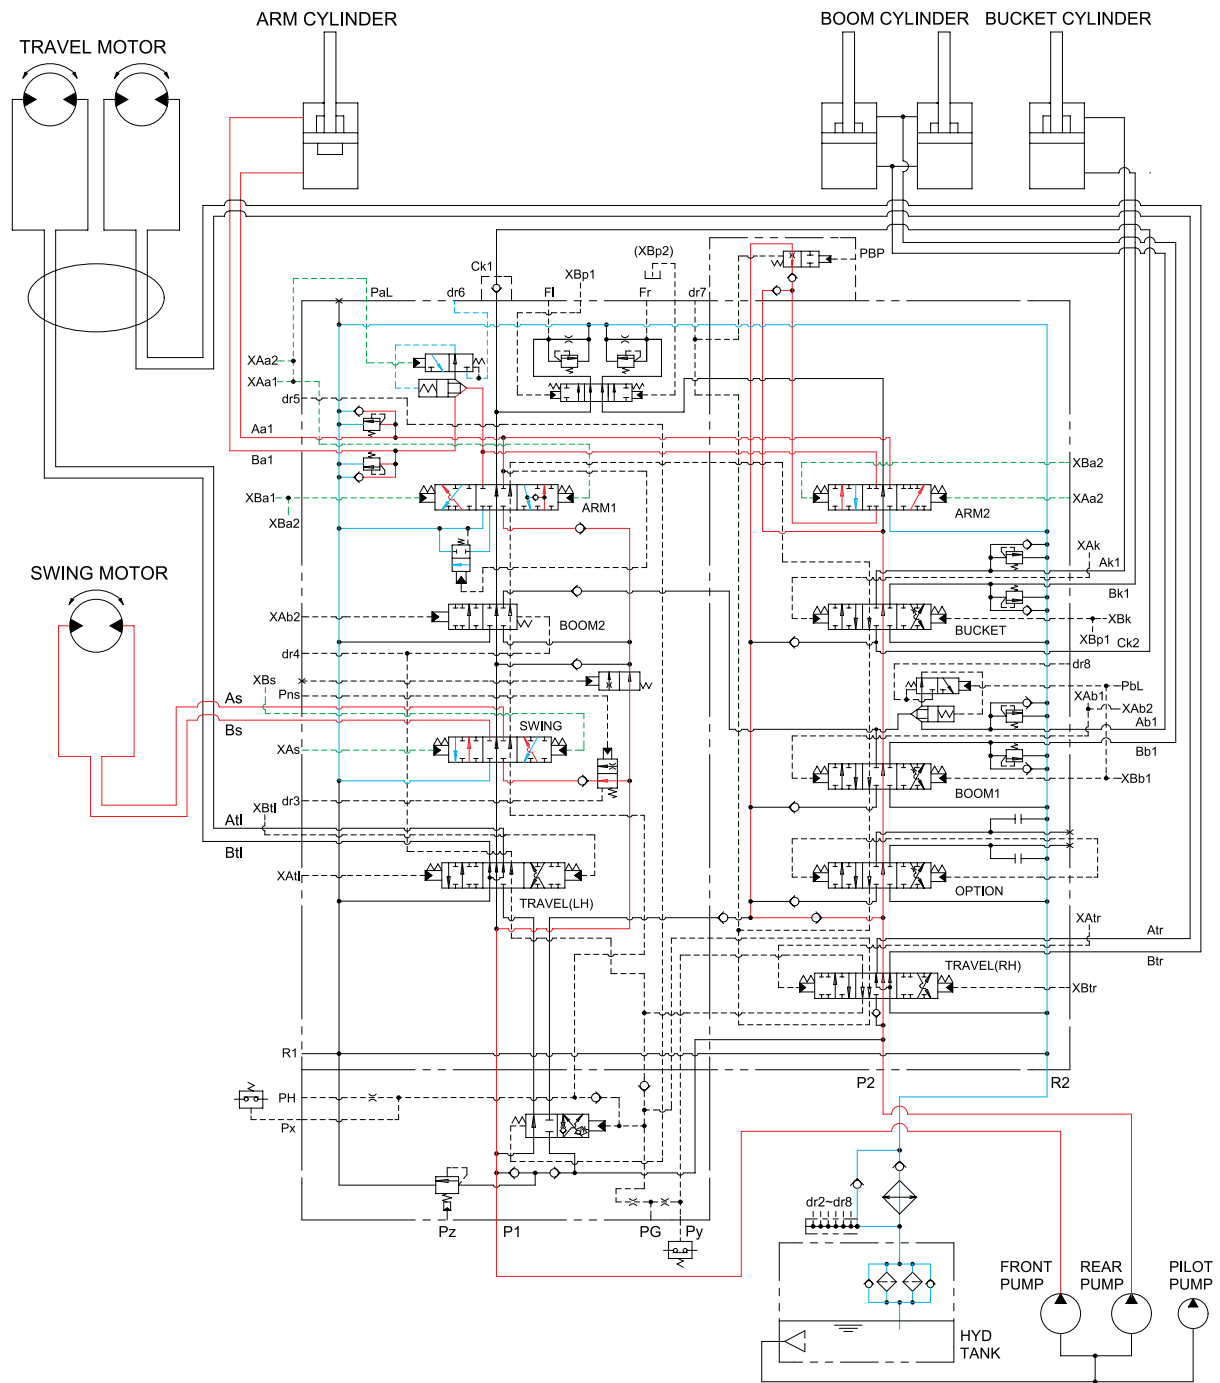 ARM CYLINDER
BOOM CYLINDER
BUCKET CYLINDER
TRAVEL MOTOR
(XBp2)
PBP
Ck1
XBp1
PaL
dr6
Fl
Fr
dr7
XAa2
XAa1
dr5
Aa1
Ba1
XBa2
XBa1
XAa2
XBa2
ARM1
ARM2
XAk
Ak1
SWING MOTOR
Bk1
XAb2
BOOM2
BUCKET
XBk
XBp1
Ck2
dr4
dr8
XBs
Pns
PbL
XAb1
XAb2
As
Bs
SWING
Ab1
XAs
Bb1
XBb1
BOOM1
dr3
XBtl
Atl
Btl
XAtl
OPTION
TRAVEL(LH)
XAtr
Atr
Btr
TRAVEL(RH)
XBtr
R1
P2
R2
PH
Px
dr2~dr8
Pz
P1
PG
Py
FRONT
PUMP
REAR
PUMP
PILOT
PUMP
HYD
TANK